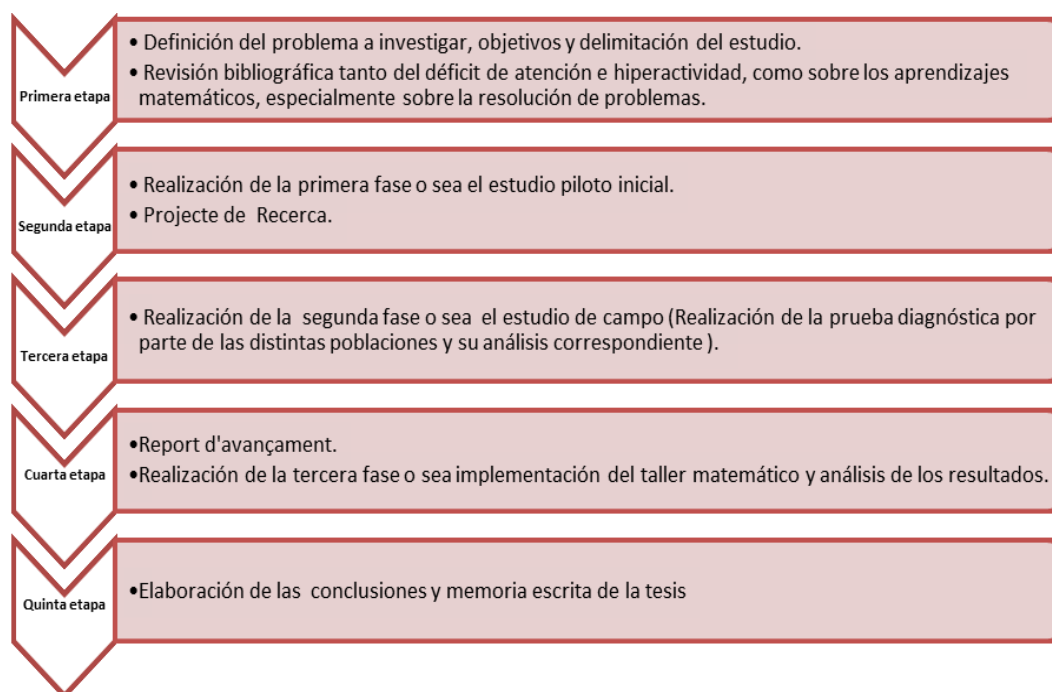 Primera etapa
• Definición del problema a investigar, objetivos y delimitación del estudio.
• Revisión bibliográfica tanto del déficit de atención e hiperactividad, como sobre los aprendizajes
matemáticos, especialmente sobre la resolución de problemas.
Segunda etapa
• Realización de la primera fase o sea el estudio piloto inicial.
• Projecte de Recerca.
Tercera etapa
• Realización de la segunda fase o sea el estudio de campo (Realización de la prueba diagnóstica por
parte de las distintas poblaciones y su análisis correspondiente ).
Cuarta etapa
•Report d'avançament.
•Realización de la tercera fase o sea implementación del taller matemático y análisis de los resultados.
Quinta etapa
•Elaboración de las conclusiones y memoria escrita de la tesis